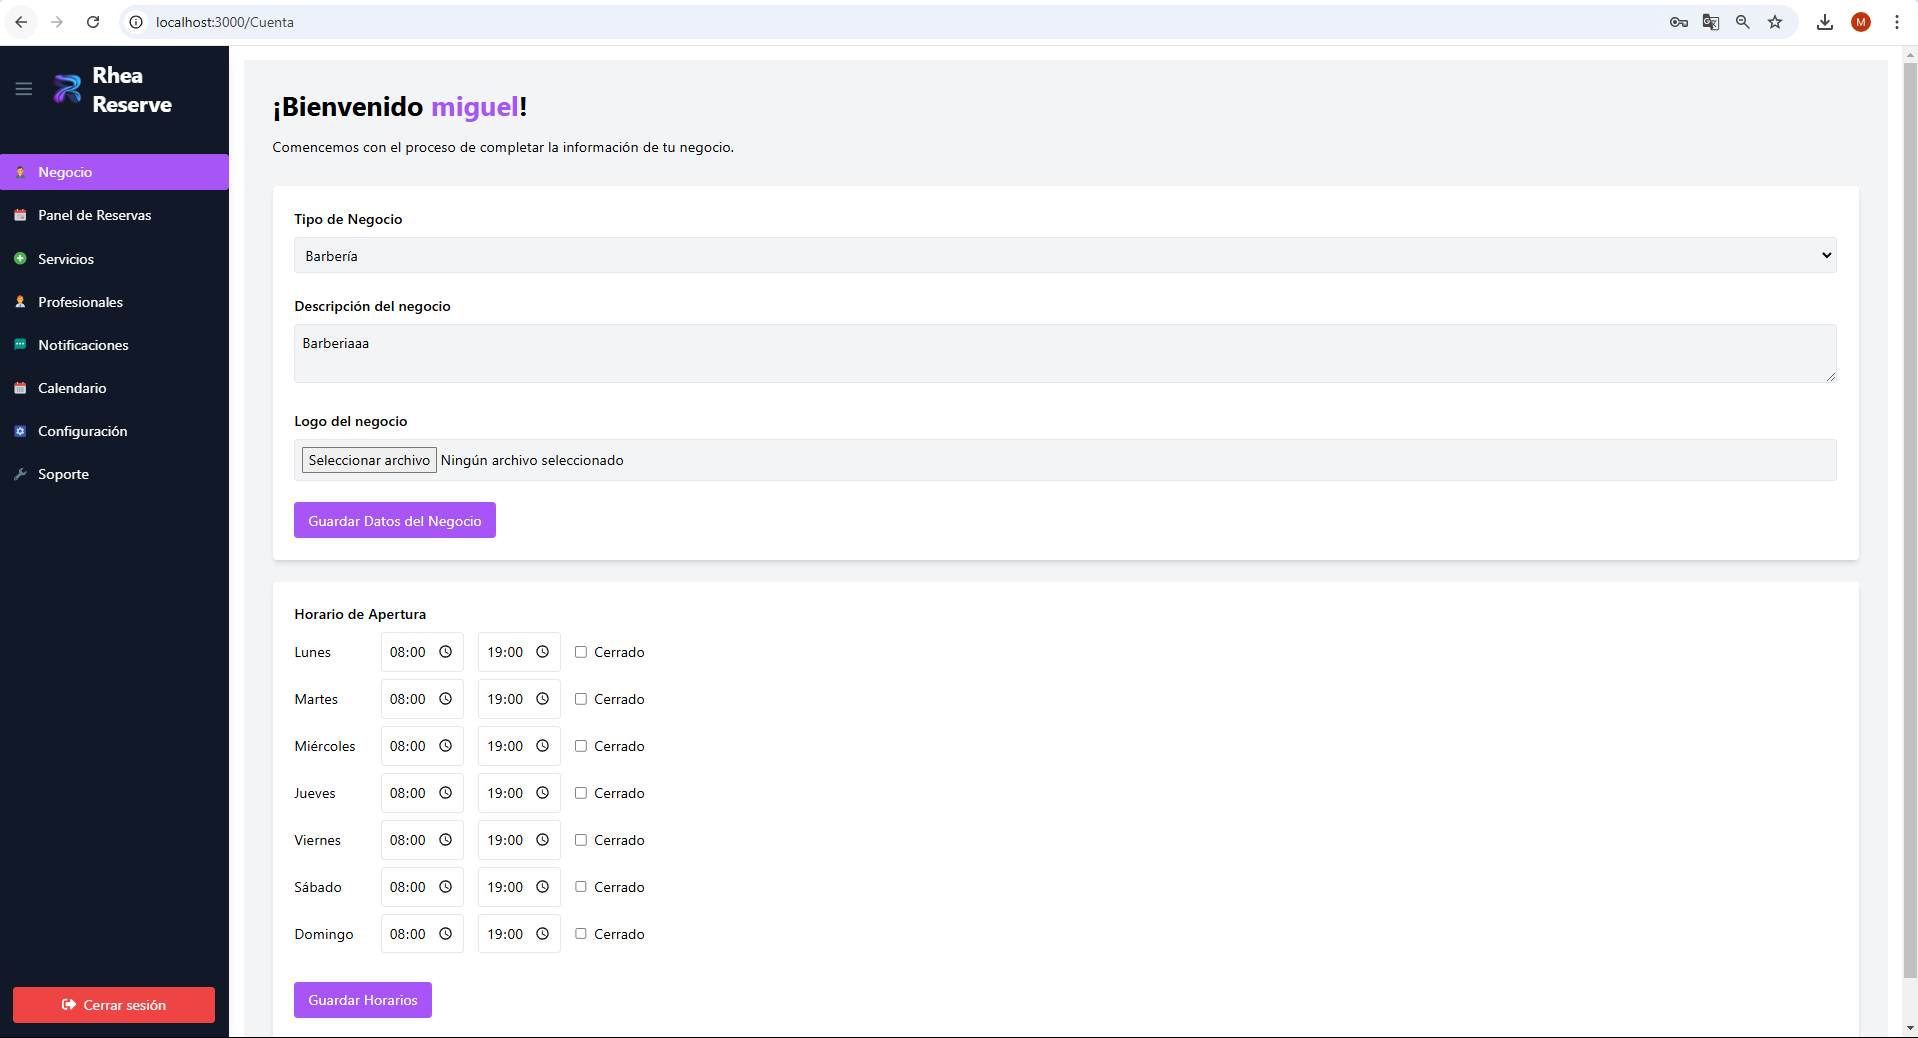 localhost:3000/Cuenta
M
Rhea
Reserve
Negocio
Panel de Reservas
Servicios
Profesionales
Notificaciones
Calendario
Configuración
Soporte
Cerrar sesión
¡Bienvenido miguel!
Comencemos con el proceso de completar la información de tu negocio.
Tipo de Negocio
Barbería
Descripción del negocio
Barberiaaa
Logo del negocio
Seleccionar archivo Ningún archivo seleccionado
Guardar Datos del Negocio
Horario de Apertura
Lunes 08:00 19:00 Cerrado
Martes 08:00 19:00 Cerrado
Miércoles 08:00 19:00 Cerrado
Jueves 08:00 19:00 Cerrado
Viernes 08:00 19:00 Cerrado
Sábado 08:00 19:00 Cerrado
Domingo 08:00 19:00 Cerrado
Guardar Horarios